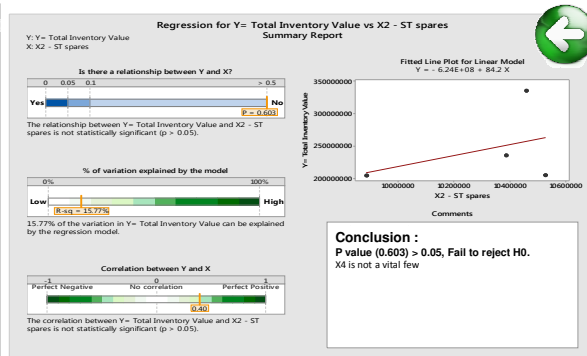 Regression for Y= Total Inventory Value vs X2 - ST spares
Summary Report
Y: Y= Total Inventory Value
X: X2 - ST spares
Is there a relationship between Y and X?
0 0.05 0.1 > 0.5
Yes No
P = 0.603
The relationship between Y= Total Inventory Value and X2 - ST
spares is not statistically significant (p > 0.05).
% of variation explained by the model
0% 100%
Low High
R-sq = 15.77%
15.77% of the variation in Y= Total Inventory Value can be explained
by the regression model.
Correlation between Y and X
-1 0 1
Perfect Negative No correlation Perfect Positive
0.40
The correlation between Y= Total Inventory Value and X2 - ST
spares is not statistically significant (p > 0.05).
Fitted Line Plot for Linear Model
Y = - 6.24E+08 + 84.2 X
350000000
300000000
250000000
200000000
Y= Total Inventory Value
10000000 10200000 10400000 10600000
X2 - ST spares
Comments
Conclusion :
P value (0.603) > 0.05, Fail to reject H0.
X4 is not a vital few